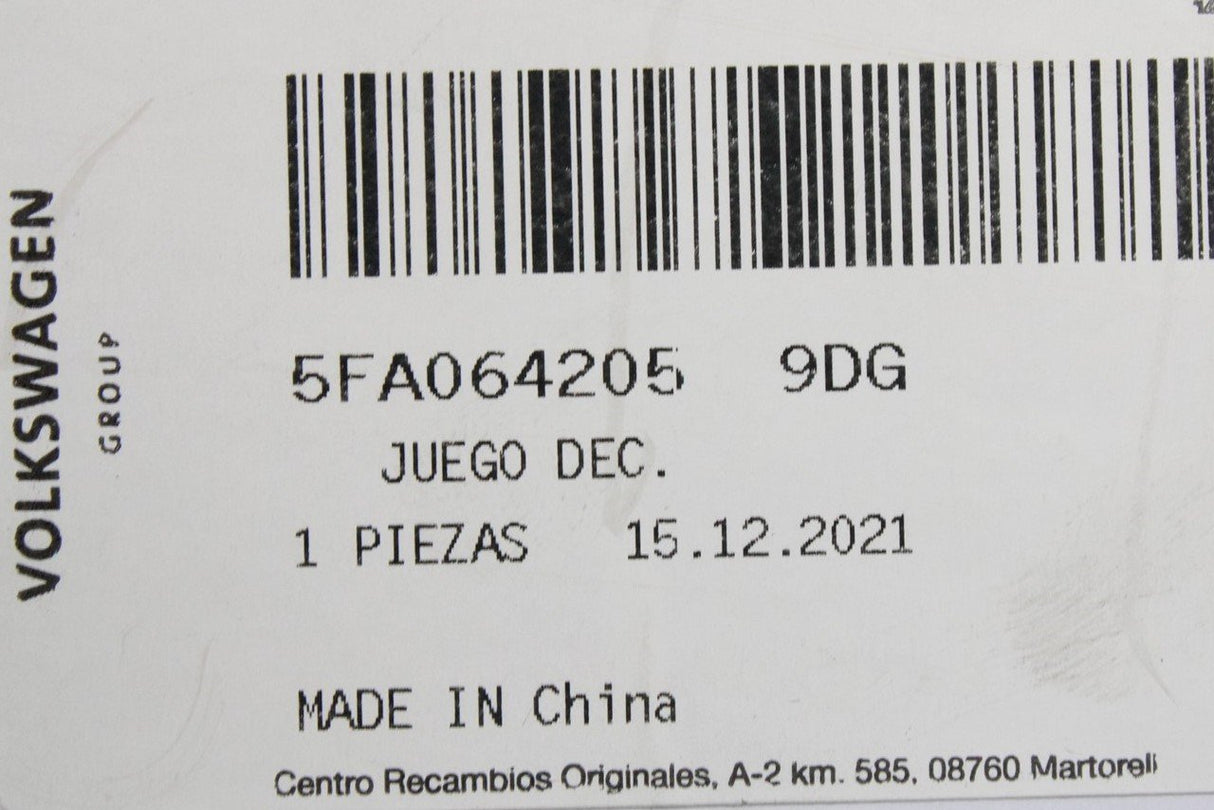 VOLKSWAGEN
GROUP
5FA064205 9DG
JUEGO DEC.
1 PIEZAS 15.12.2021
MADE IN China
Centro Recambios Originales, A-2 km. 585, 08760 Martorell